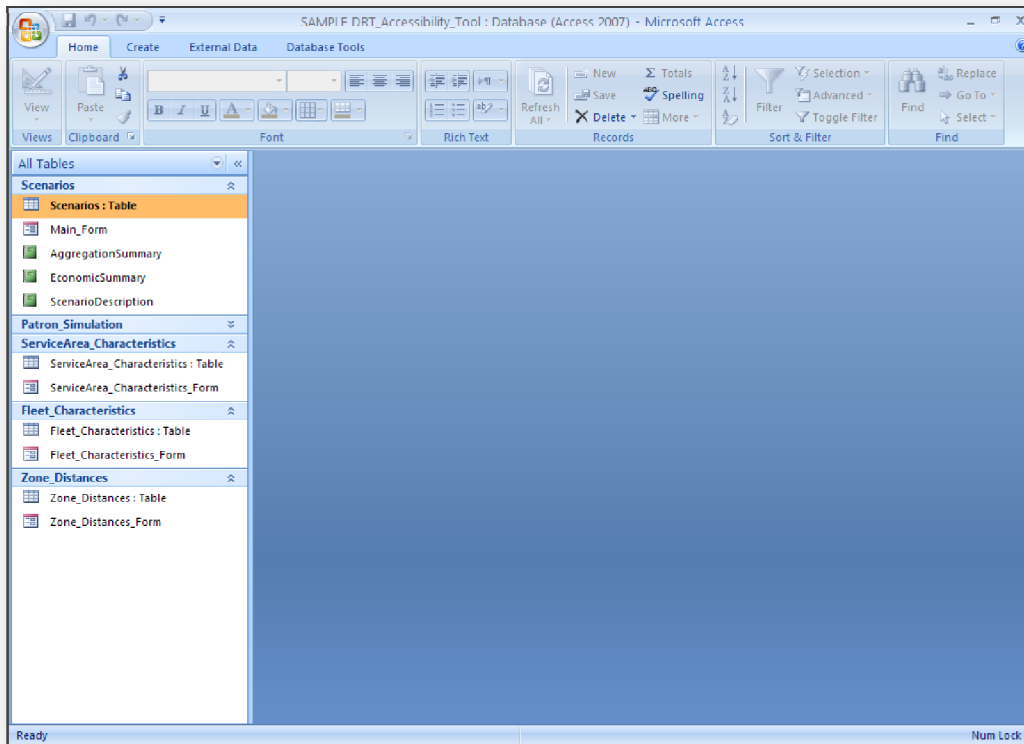 SAMPLE DRT_Accessibility_Tool : Database (Access 2007) - Microsoft Access
Home Create External Data Database Tools
View
Views
Paste
Clipboard
B I U A
Font
Rich Text
Refresh All
New
Save
Delete
Totals
Spelling
More
Records
Filter
Selection
Advanced
Toggle Filter
Sort & Filter
Find
Replace
Go To
Select
Find
All Tables
Scenarios
Scenarios : Table
Main_Form
AggregationSummary
EconomicSummary
ScenarioDescription
Patron_Simulation
ServiceArea_Characteristics
ServiceArea_Characteristics : Table
ServiceArea_Characteristics_Form
Fleet_Characteristics
Fleet_Characteristics : Table
Fleet_Characteristics_Form
Zone_Distances
Zone_Distances : Table
Zone_Distances_Form
Ready
Num Lock